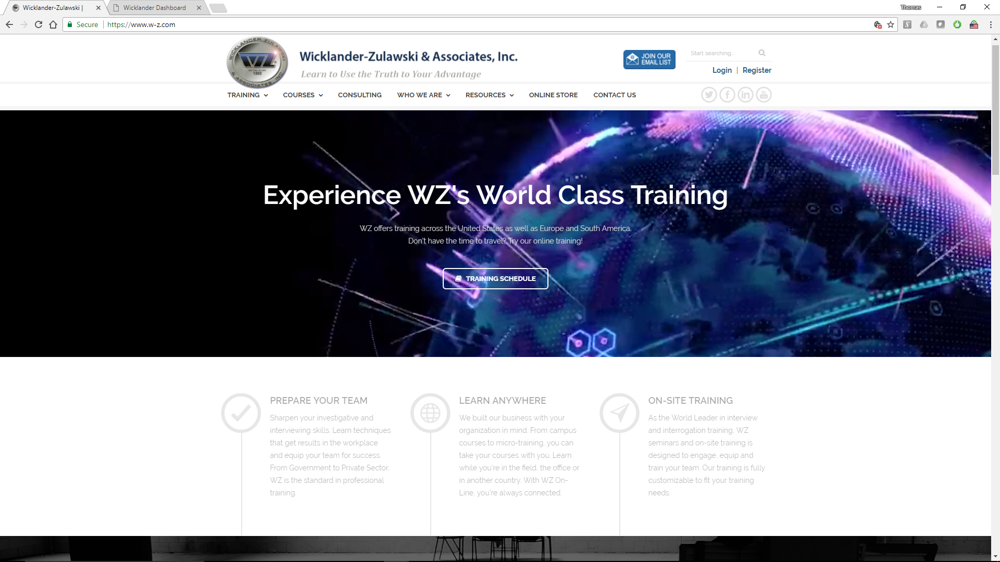 Wicklander-Zulawski |
Wicklander Dashboard
Thomas
Secure
https://www.w-z.com
WICKLANDER-ZULAWSKI
WZ
ESTABLISHED
1982
& ASSOCIATES, INC.
Wicklander-Zulawski & Associates, Inc.
Learn to Use the Truth to Your Advantage
JOIN OUR
EMAIL LIST
Start searching...
Login | Register
TRAINING
COURSES
CONSULTING
WHO WE ARE
RESOURCES
ONLINE STORE
CONTACT US
Experience WZ's World Class Training
WZ offers training across the United States as well as Europe and South America.
Don't have the time to travel? Try our online training!
TRAINING SCHEDULE
PREPARE YOUR TEAM
Sharpen your investigative and
interviewing skills. Learn techniques
that get results in the workplace
and equip your team for success.
From Government to Private Sector,
WZ is the standard in professional
training.
LEARN ANYWHERE
We built our business with your
organization in mind. From campus
courses to micro-training, you can
take your courses with you. Learn
while you're in the field, the office or
in another country. With WZ On-
Line, you're always connected.
ON-SITE TRAINING
As the World Leader in interview
and interrogation training, WZ
seminars and on-site training is
designed to engage, equip and
train your team. Our training is fully
customizable to fit your training
needs.